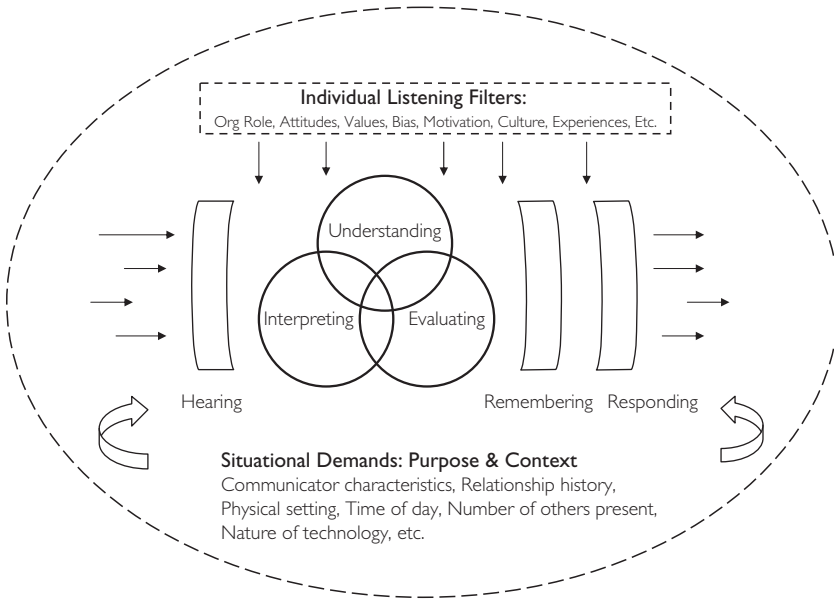 Individual Listening Filters:
Org Role, Attitudes, Values, Bias, Motivation, Culture, Experiences, Etc.
Understanding
Interpreting
Evaluating
Hearing
Remembering
Responding
Situational Demands: Purpose & Context
Communicator characteristics, Relationship history,
Physical setting, Time of day, Number of others present,
Nature of technology, etc.